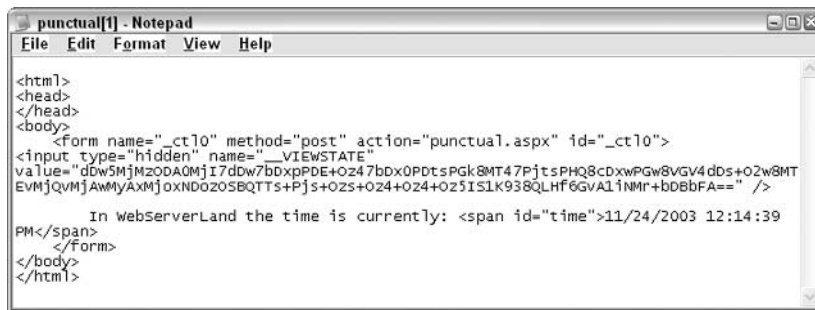 punctual[1] - Notepad
File Edit Format View Help
<html>
<head>
</head>
<body>
<form name="_ctl0" method="post" action="punctual.aspx" id="_ctl0">
<input type="hidden" name="__VIEWSTATE"
value="dDw5MjMzODA0MjI7dDw7bDxpPDE+Oz47bDx0PDtsPGk8MT47PjtsPHQ8cDxwPGw8VGV4dDs+O2w8MT
EvMjQvMjAwMyAxMjoxNDozOSBQTTs+Pjs+Ozs+Oz4+Oz4+Oz5IS1K938QLHf6GvA1iNMr+bDBbFA==" />
In WebServerLand the time is currently: <span id="time">11/24/2003 12:14:39
PM</span>
</form>
</body>
</html>